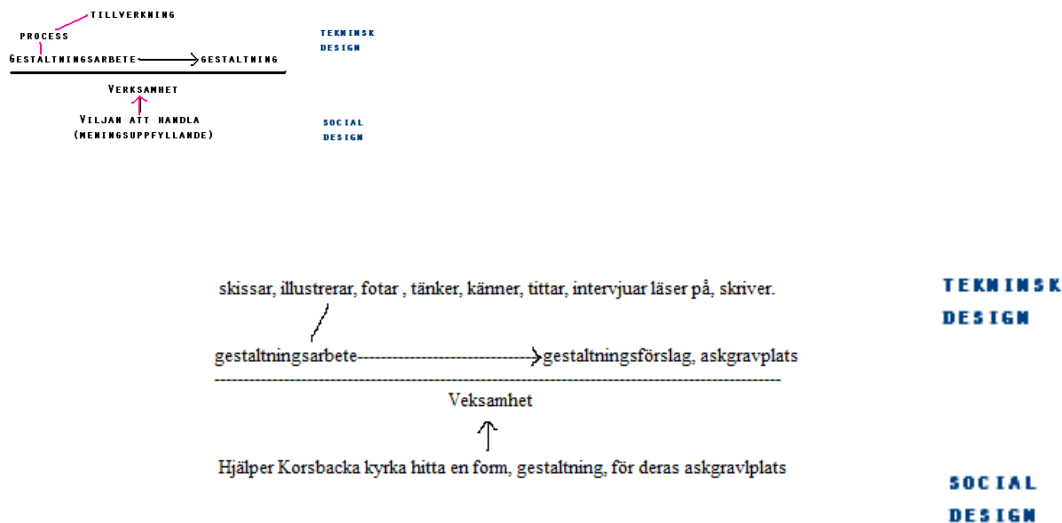 TILLVERKNING
PROCESS
GESTALTNINGSARBETE GESTALTNING
TEKNINSK
DESIGN
VERKSAMHET
VILJAN ATT HANDLA
(MENINGSUPPFYLLANDE)
SOCIAL
DESIGN
skissar, illustrerar, fotar , tänker, känner, tittar, intervjuar läser på, skriver.
TEKNINSK
DESIGN
gestaltningsarbete------------------------------>gestaltningsförslag, askgravplats
Veksamhet
Hjälper Korsbacka kyrka hitta en form, gestaltning, för deras askgravlplats
SOCIAL
DESIGN